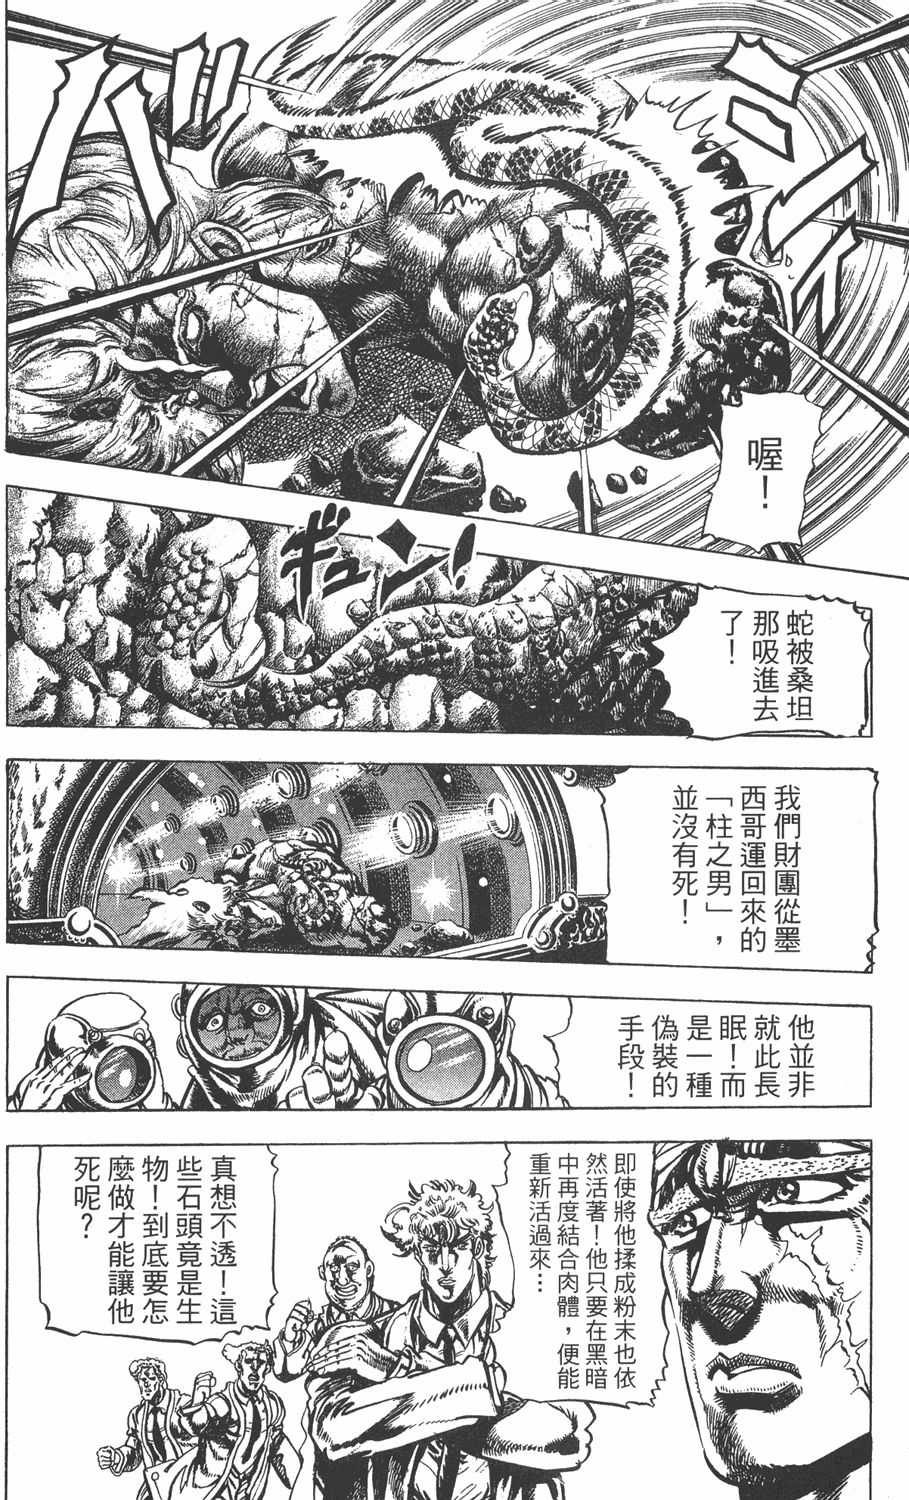 バババ
喔！
ギュン！
蛇被桑坦
那吸進去
了！
我們財團從墨
西哥運回來的
「柱之男」，
並沒有死！
他並非
就此長
眠！而
是一種
偽裝的
手段！
即使將他揉成粉末也依
然活著！他只要在黑暗
中再度結合肉體，便能
重新活過來…
真想不透！這
些石頭竟是生
物！到底要怎
麼做才能讓他
死呢？